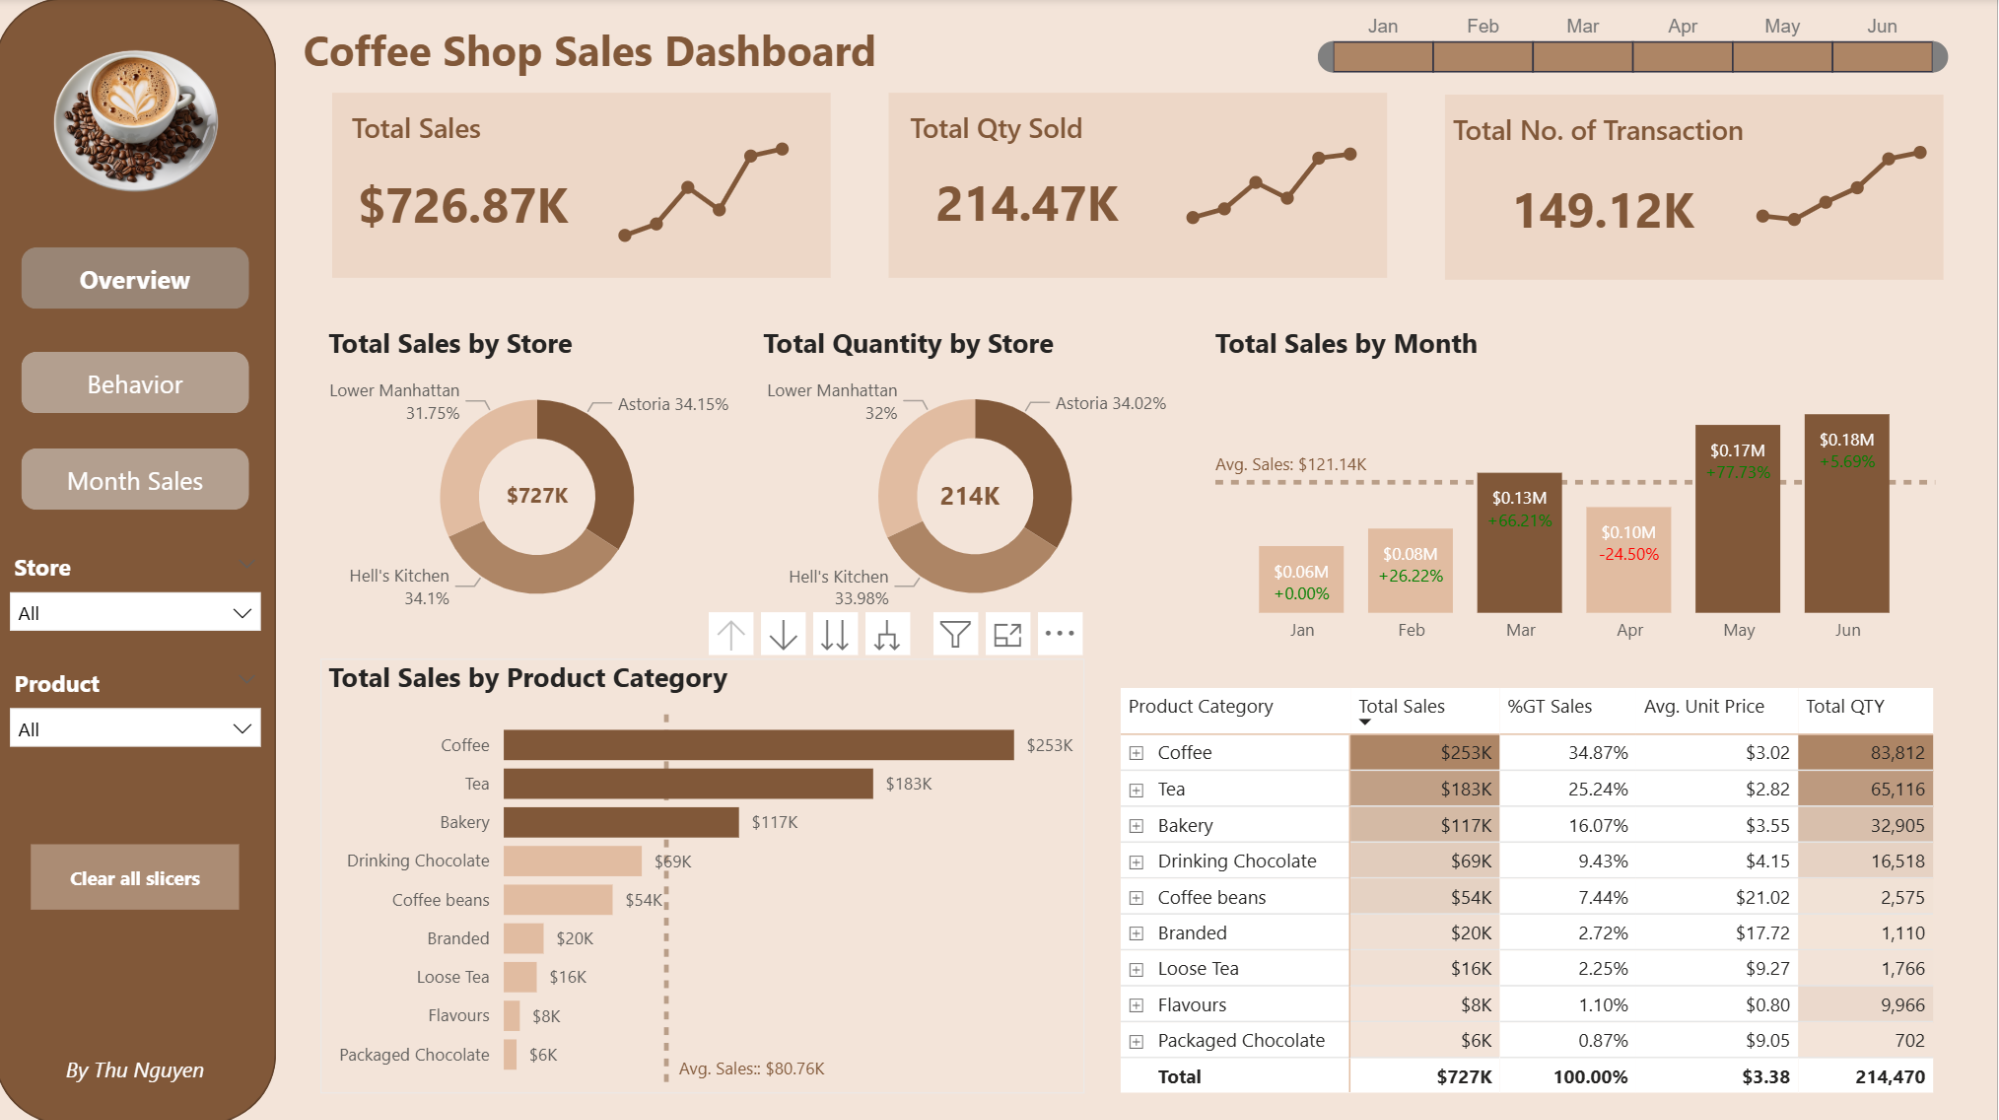 Coffee Shop Sales Dashboard
Jan Feb Mar Apr May Jun
Total Sales
$726.87K
Total Qty Sold
214.47K
Total No. of Transaction
149.12K
Overview
Behavior
Month Sales
Store
All
Product
All
Clear all slicers
By Thu Nguyen
Total Sales by Store
Lower Manhattan
31.75%
Astoria 34.15%
$727K
Hell's Kitchen
34.1%
Total Quantity by Store
Lower Manhattan
32%
Astoria 34.02%
214K
Hell's Kitchen
33.98%
Total Sales by Month
Avg. Sales: $121.14K
$0.06M
+0.00%
$0.08M
+26.22%
$0.13M
+66.21%
$0.10M
-24.50%
$0.17M
+77.73%
$0.18M
+5.69%
Jan Feb Mar Apr May Jun
Total Sales by Product Category
Coffee $253K
Tea $183K
Bakery $117K
Drinking Chocolate $69K
Coffee beans $54K
Branded $20K
Loose Tea $16K
Flavours $8K
Packaged Chocolate $6K
Avg. Sales:: $80.76K
Product Category Total Sales %GT Sales Avg. Unit Price Total QTY
Coffee $253K 34.87% $3.02 83,812
Tea $183K 25.24% $2.82 65,116
Bakery $117K 16.07% $3.55 32,905
Drinking Chocolate $69K 9.43% $4.15 16,518
Coffee beans $54K 7.44% $21.02 2,575
Branded $20K 2.72% $17.72 1,110
Loose Tea $16K 2.25% $9.27 1,766
Flavours $8K 1.10% $0.80 9,966
Packaged Chocolate $6K 0.87% $9.05 702
Total $727K 100.00% $3.38 214,470